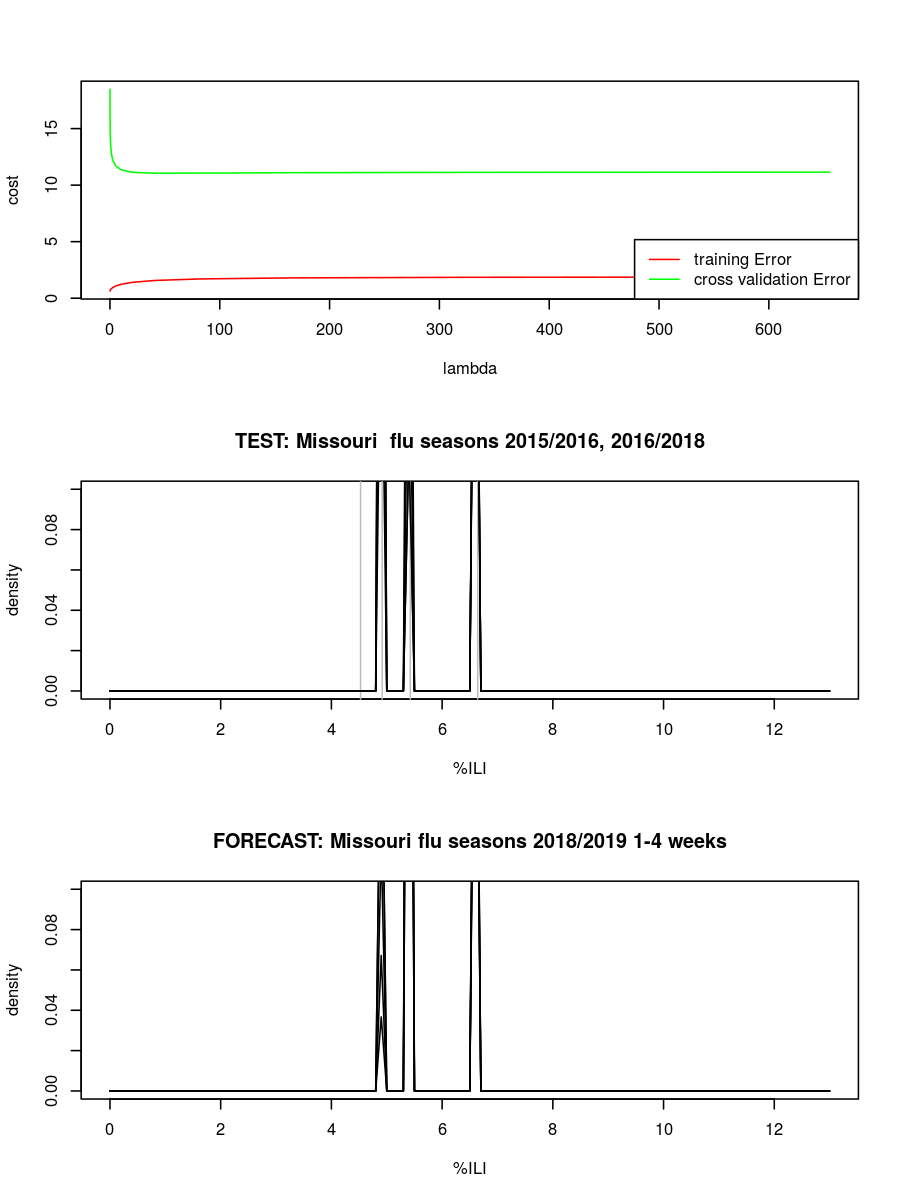 cost
15
10
5
0
training Error
cross validation Error
0 100 200 300 400 500 600
lambda
TEST: Missouri  flu seasons 2015/2016, 2016/2018
density
0.08
0.04
0.00
0 2 4 6 8 10 12
%ILI
FORECAST: Missouri flu seasons 2018/2019 1-4 weeks
density
0.08
0.04
0.00
0 2 4 6 8 10 12
%ILI